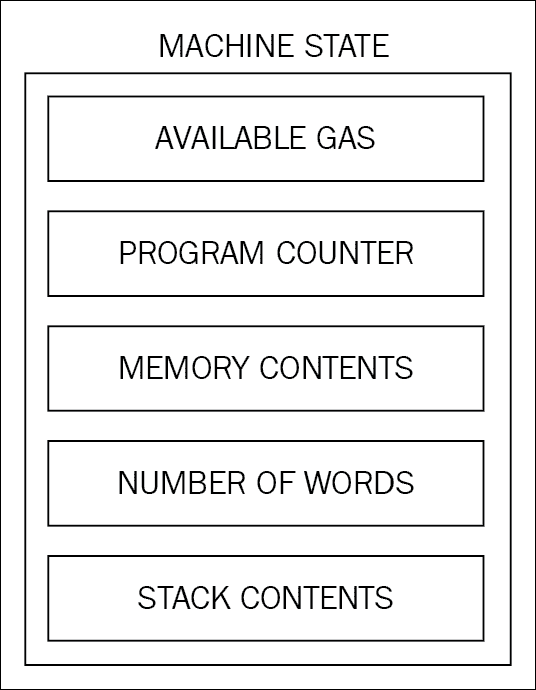 MACHINE STATE
AVAILABLE GAS
PROGRAM COUNTER
MEMORY CONTENTS
NUMBER OF WORDS
STACK CONTENTS